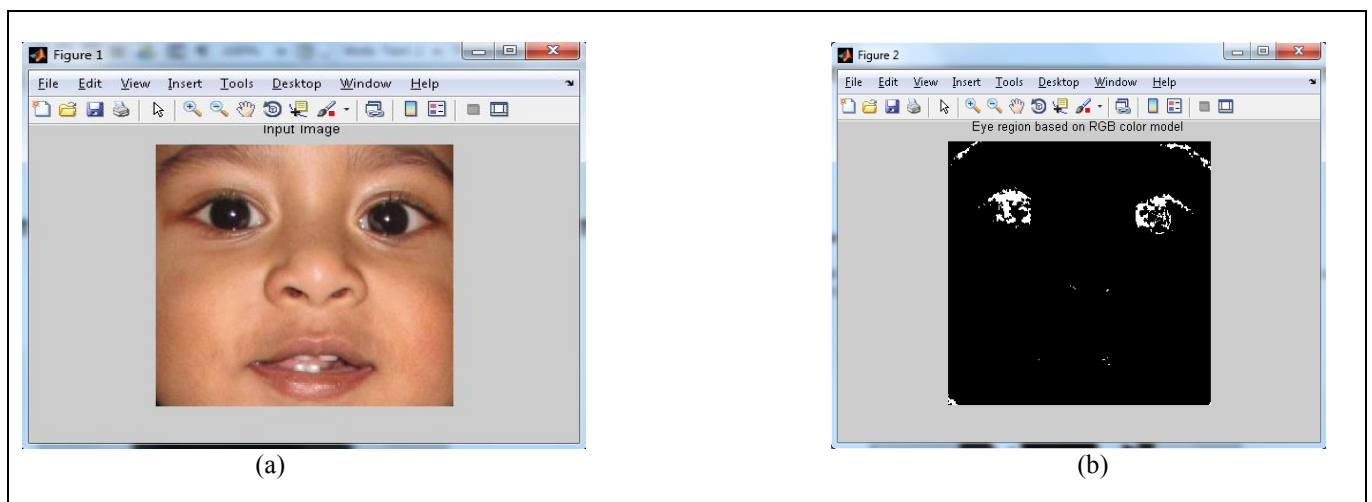 Figure 1
File Edit View Insert Tools Desktop Window Help
Input Image
(a)
Figure 2
File Edit View Insert Tools Desktop Window Help
Eye region based on RGB color model
(b)